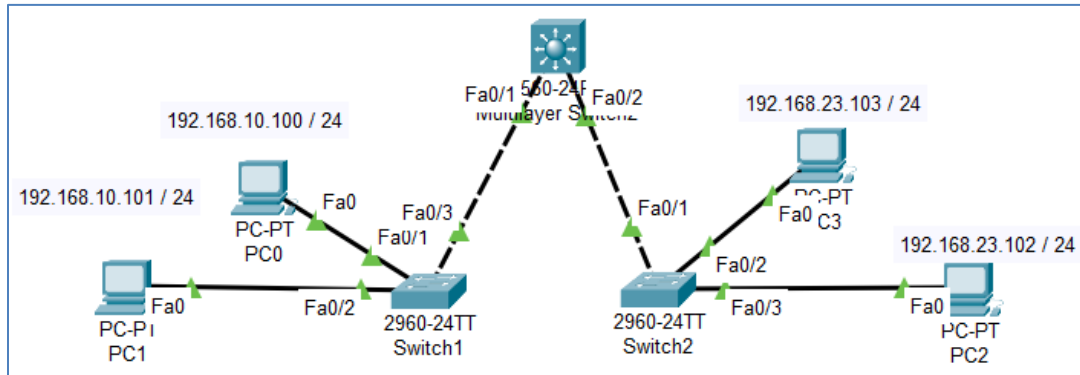 Fa0/1
Fa0/2
Multilayer Switch2
192.168.10.100 / 24
192.168.23.103 / 24
192.168.10.101 / 24
Fa0
Fa0/3
Fa0/1
PC-PT
PC0
Fa0/1
Fa0
Fa0/2
192.168.23.102 / 24
Fa0
Fa0/2
PC1
2960-24TT
Switch1
2960-24TT
Switch2
Fa0/3
Fa0
PC-PT
PC2